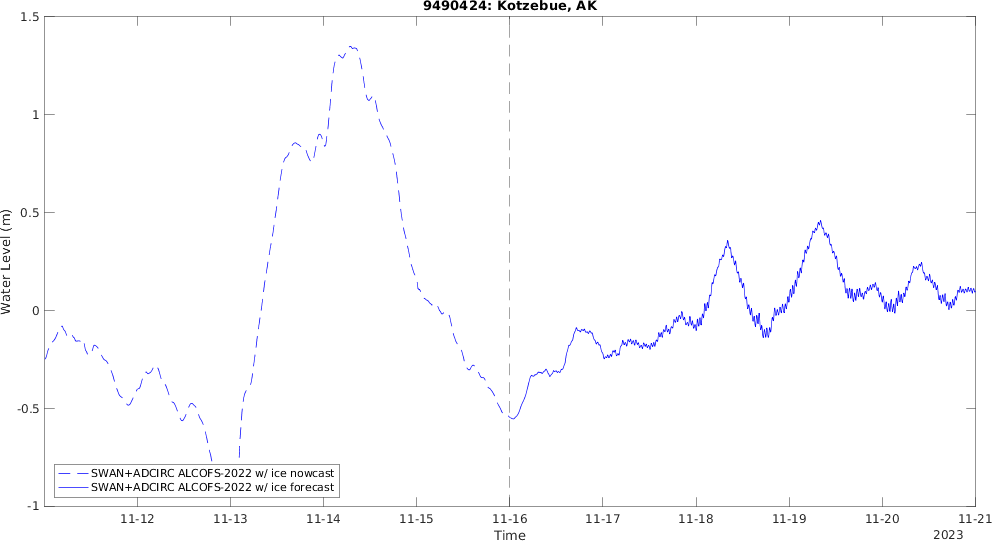 9490424: Kotzebue, AK
1.5
1
0.5
0
-0.5
-1
Water Level (m)
SWAN+ADCIRC ALCOFS-2022 w/ ice nowcast
SWAN+ADCIRC ALCOFS-2022 w/ ice forecast
11-12 11-13 11-14 11-15 11-16 11-17 11-18 11-19 11-20 11-21
Time
2023